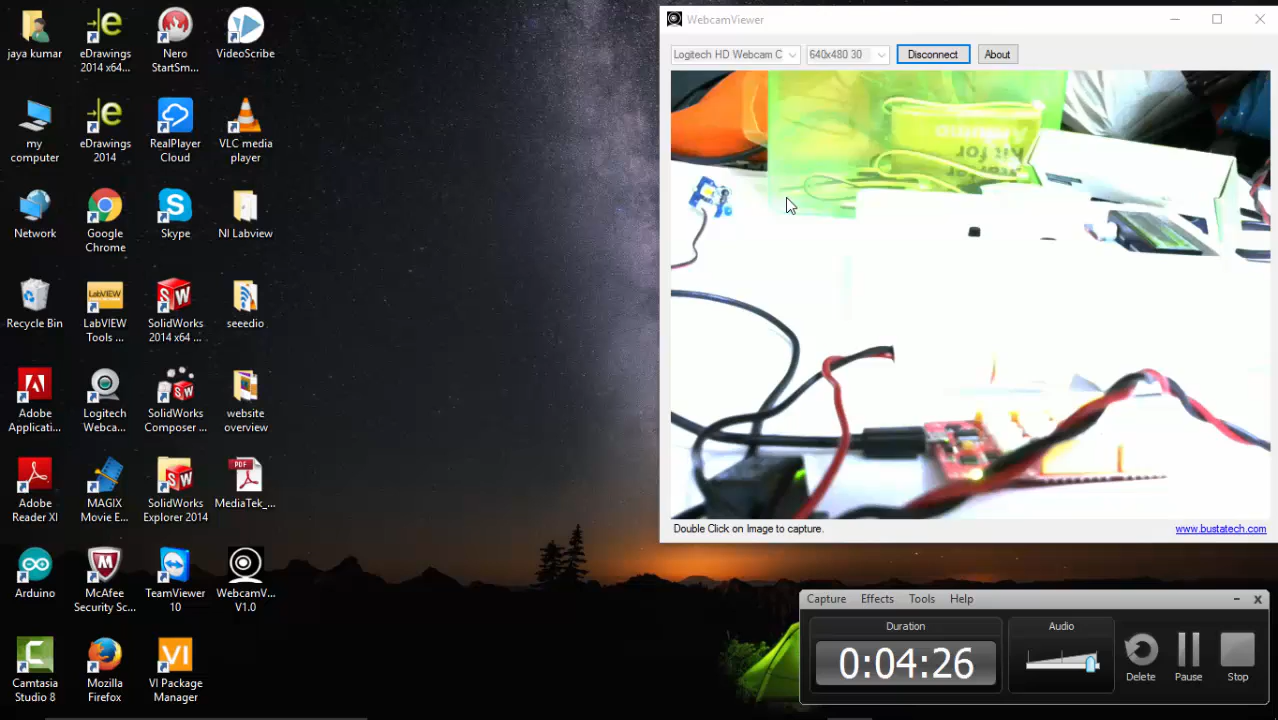 jaya kumar
eDrawings
2014 x64...
Nero
StartSm...
VideoScribe
my
computer
eDrawings
2014
RealPlayer
Cloud
VLC media
player
Network
Google
Chrome
Skype
NI Labview
Recycle Bin
LabVIEW
LabVIEW
Tools ...
SolidWorks
2014 x64 ...
seeedio
Adobe
Applicati...
Logitech
Webca...
SolidWorks
Composer ...
website
overview
Adobe
Reader XI
MAGIX
Movie E...
SolidWorks
Explorer 2014
PDF
MediaTek_...
Arduino
McAfee
Security Sc...
TeamViewer
10
WebcamV...
V1.0
Camtasia
Studio 8
Mozilla
Firefox
VI
VI Package
Manager
WebcamViewer
Logitech HD Webcam C
640x480 30
Disconnect
About
Double Click on Image to capture.
www.bustatech.com
Capture
Effects
Tools
Help
Duration
0:04:26
Audio
Delete
Pause
Stop